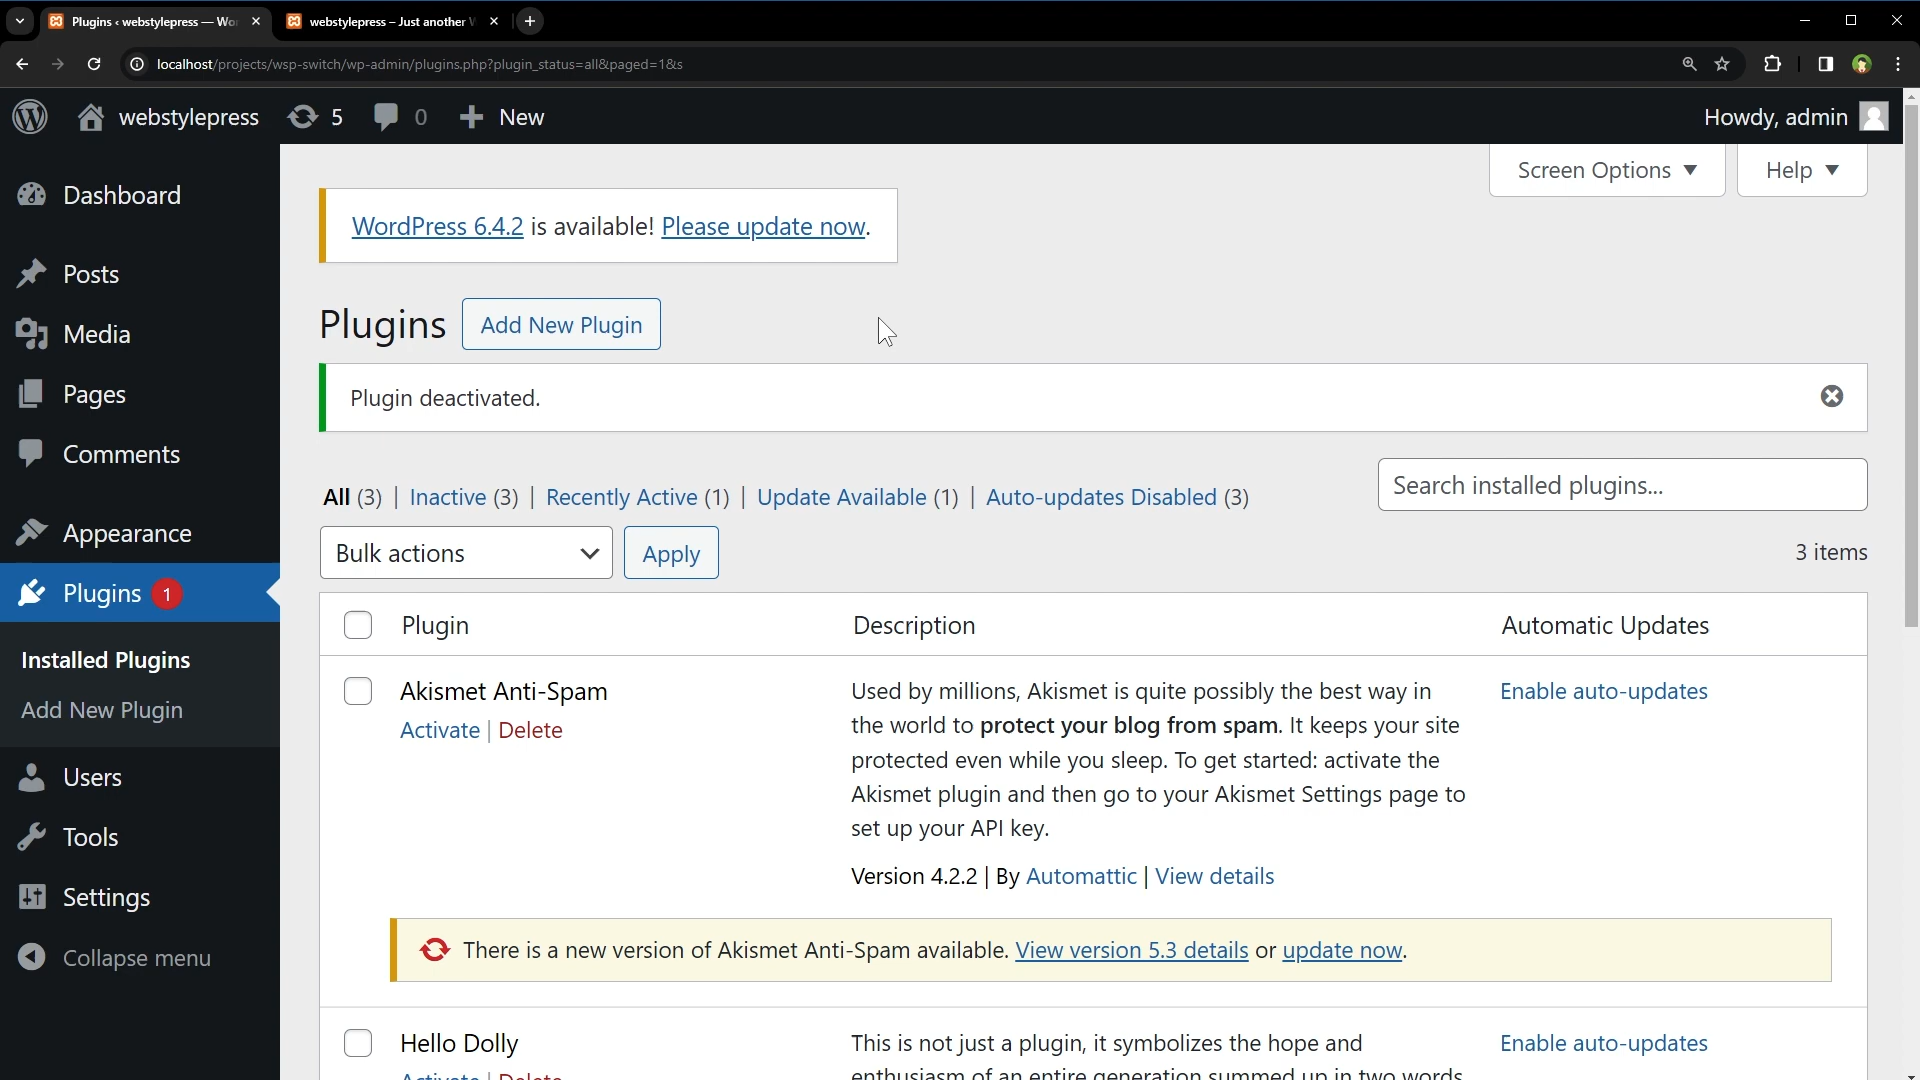 Plugins ‹ webstylepress — Wo
webstylepress – Just another
localhost/projects/wsp-switch/wp-admin/plugins.php?plugin_status=all&paged=1&s
webstylepress 5 0 New
Howdy, admin
Screen Options
Help
Dashboard
Posts
Media
Pages
Comments
Appearance
Plugins 1
Installed Plugins
Add New Plugin
Users
Tools
Settings
Collapse menu
WordPress 6.4.2 is available! Please update now.
Plugins
Add New Plugin
Plugin deactivated.
All (3) | Inactive (3) | Recently Active (1) | Update Available (1) | Auto-updates Disabled (3)
Search installed plugins...
Bulk actions
Apply
3 items
Plugin Description Automatic Updates
Akismet Anti-Spam
Activate | Delete
Used by millions, Akismet is quite possibly the best way in
the world to protect your blog from spam. It keeps your site
protected even while you sleep. To get started: activate the
Akismet plugin and then go to your Akismet Settings page to
set up your API key.
Version 4.2.2 | By Automattic | View details
Enable auto-updates
There is a new version of Akismet Anti-Spam available. View version 5.3 details or update now.
Hello Dolly
Activate | Delete
This is not just a plugin, it symbolizes the hope and
enthusiasm of an entire generation summed up in two words
Enable auto-updates